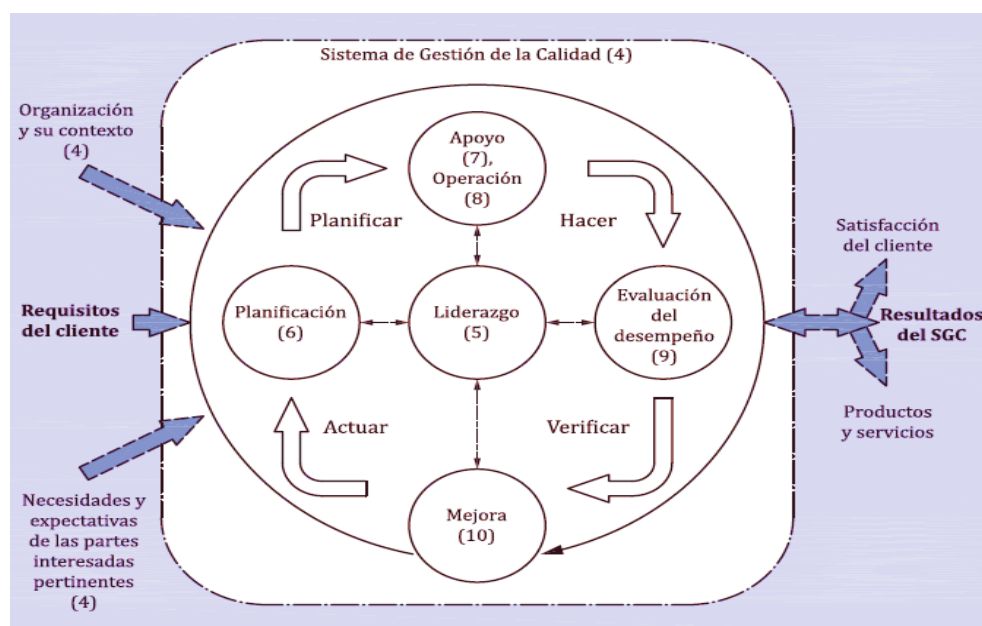 Sistema de Gestión de la Calidad (4)
Organización
y su contexto
(4)
Requisitos
del cliente
Necesidades y
expectativas
de las partes
interesadas
pertinentes
(4)
Planificar
Apoyo
(7),
Operación
(8)
Hacer
Planificación
(6)
Liderazgo
(5)
Evaluación
del
desempeño
(9)
Actuar
Verificar
Mejora
(10)
Satisfacción
del cliente
Resultados
del SGC
Productos
y servicios